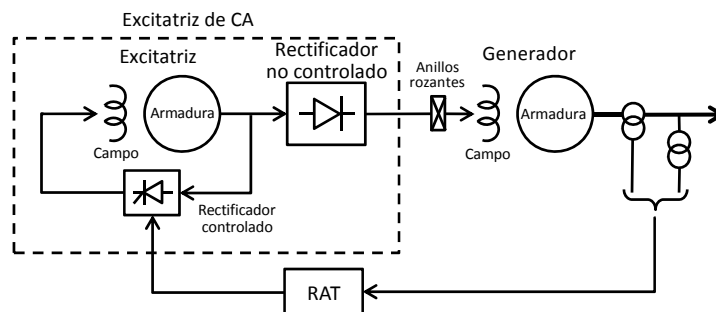 Excitatriz de CA
Excitatriz
Rectificador
no controlado
Anillos
rozantes
Generador
Armadura
Armadura
Campo
Campo
Rectificador
controlado
RAT